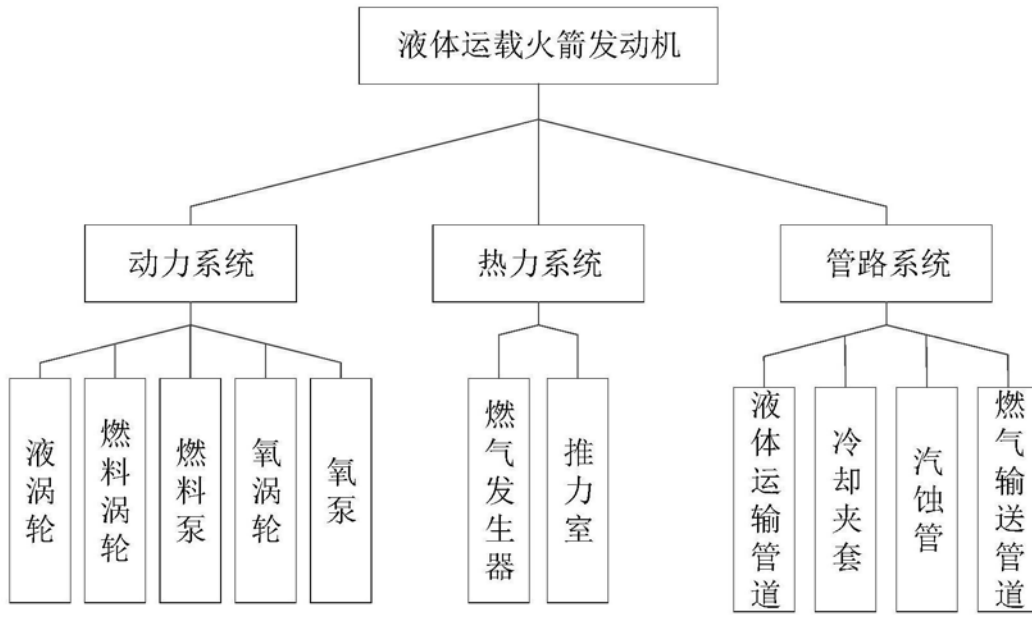 液体运载火箭发动机
动力系统
热力系统
管路系统
液涡轮
燃料涡轮
燃料泵
氧涡轮
氧泵
燃气发生器
推力室
液体运输管道
冷却夹套
汽蚀管
燃气输送管道